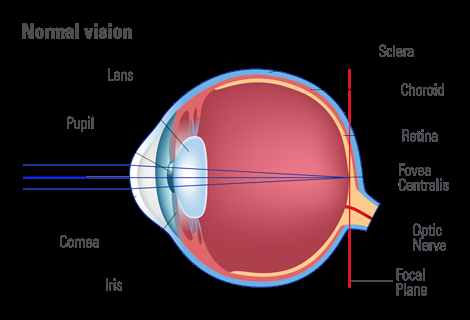 Normal vision
Sclera
Lens
Choroid
Pupil
Retina
Fovea
Centralis
Cornea
Optic
Nerve
Iris
Focal
Plane